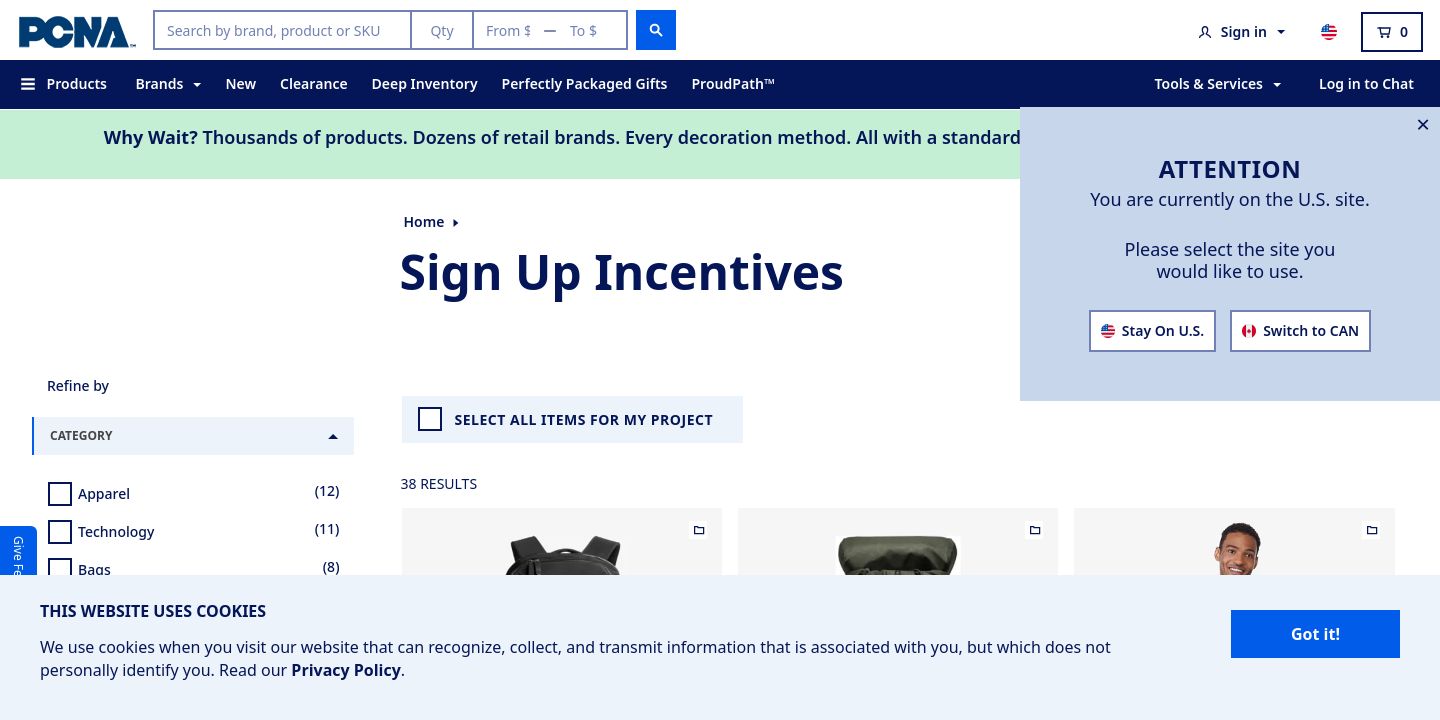 PCNA™
Search by brand, product or SKU
Qty
From $ — To $
Sign in
0
Products
Brands
New
Clearance
Deep Inventory
Perfectly Packaged Gifts
ProudPath™
Tools & Services
Log in to Chat
Why Wait? Thousands of products. Dozens of retail brands. Every decoration method. All with a standard
ATTENTION
You are currently on the U.S. site.
Please select the site you
would like to use.
Stay On U.S.
Switch to CAN
Home
Sign Up Incentives
Refine by
CATEGORY
Apparel (12)
Technology (11)
Bags (8)
SELECT ALL ITEMS FOR MY PROJECT
38 RESULTS
Give Fe
THIS WEBSITE USES COOKIES
We use cookies when you visit our website that can recognize, collect, and transmit information that is associated with you, but which does not
personally identify you. Read our Privacy Policy.
Got it!